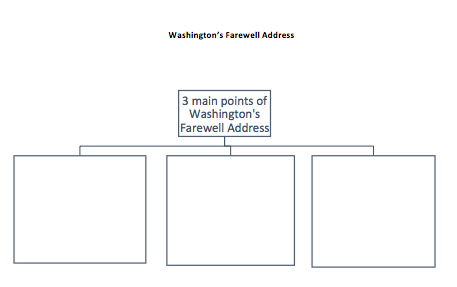 Washington's Farewell Address
3 main points of
Washington's
Farewell Address